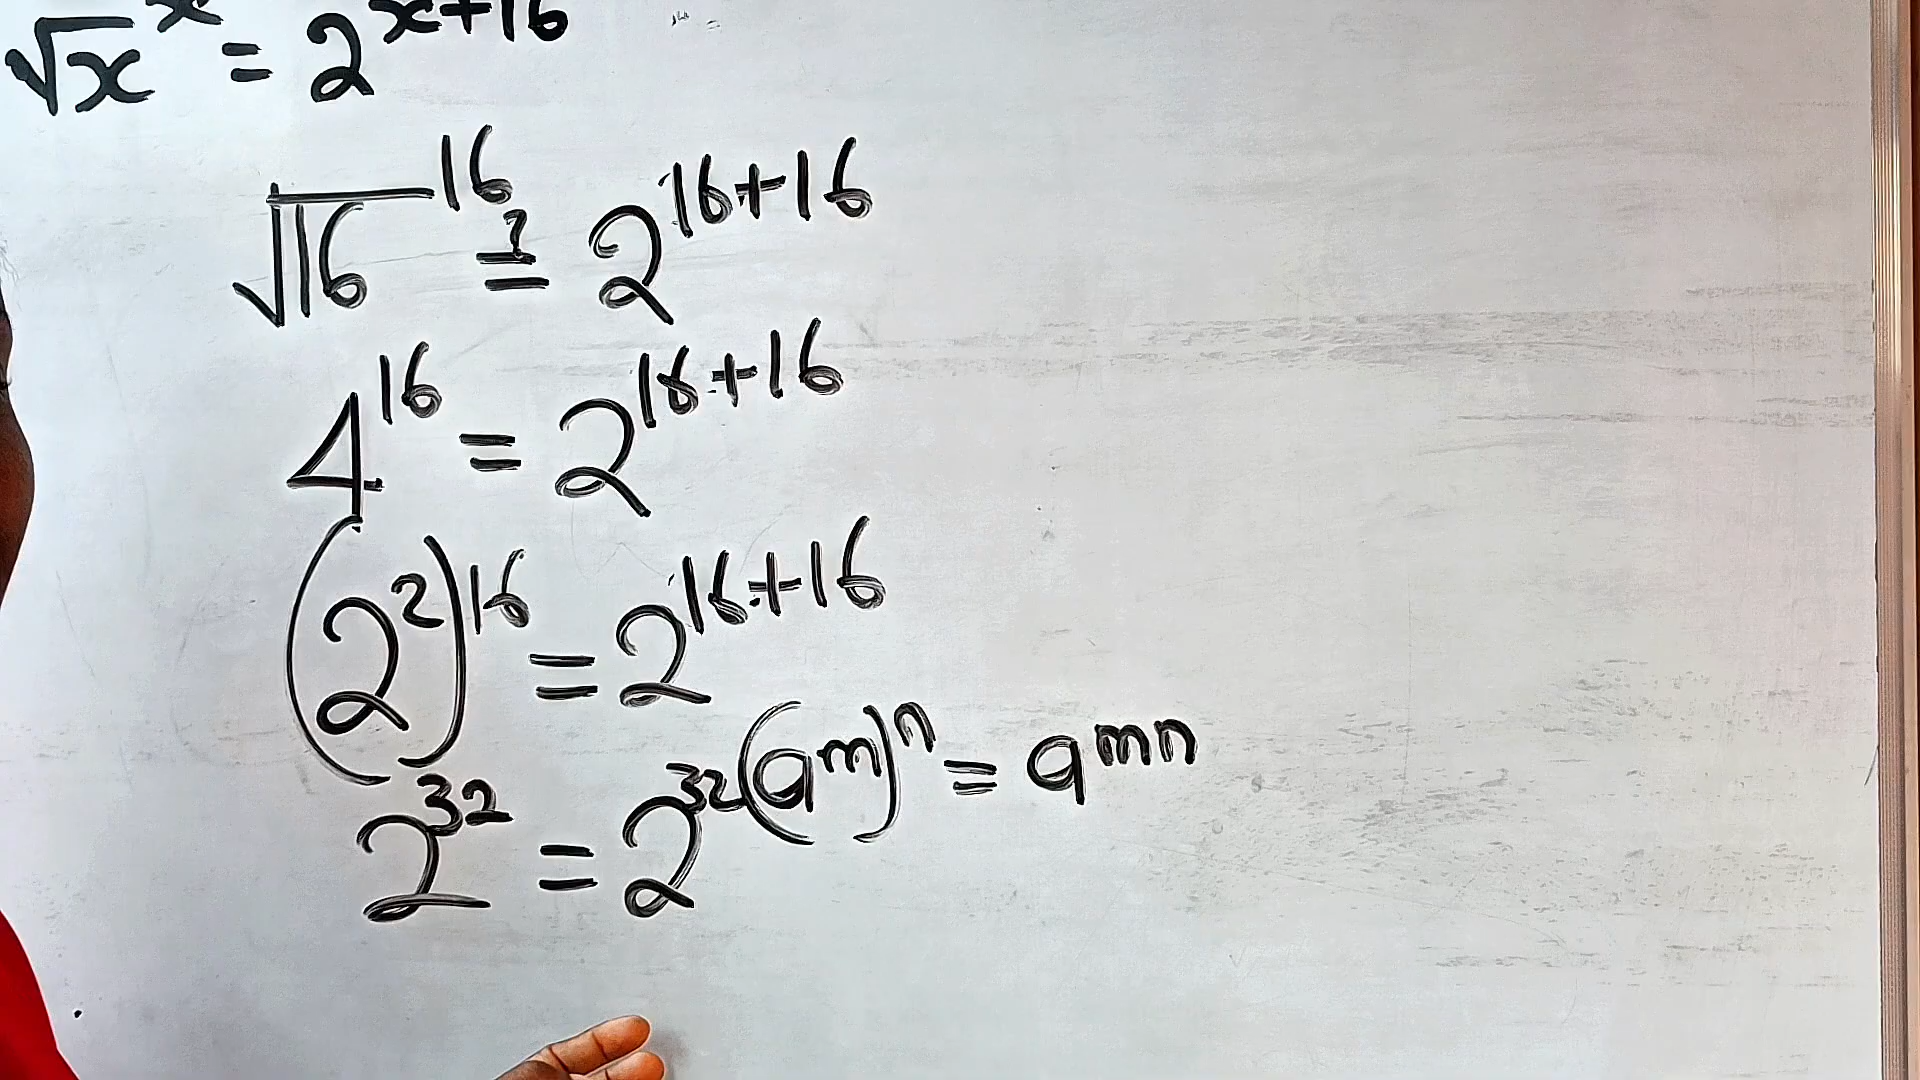 √x^x = 2^x+16
√16^16 ≟ 2^16+16
4^16 = 2^16+16
(2^2)^16 = 2^16+16
2^32 = 2^32 (a^m)^n = a^mn